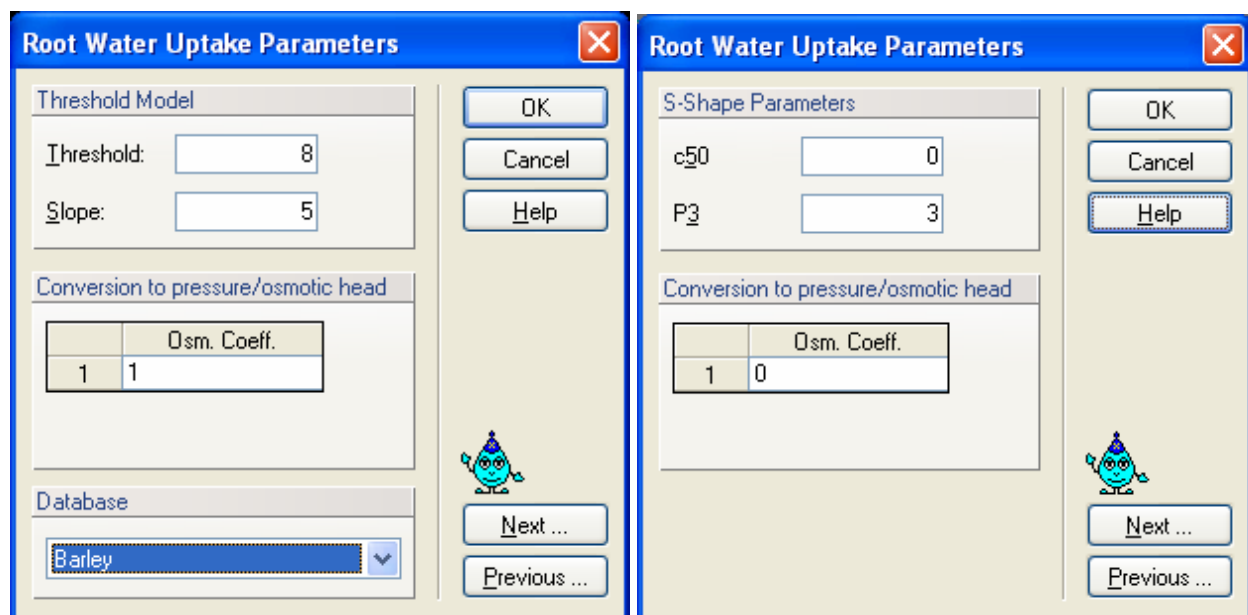 Root Water Uptake Parameters
Threshold Model
Threshold: 8
Slope: 5
Conversion to pressure/osmotic head
Osm. Coeff.
1 1
Database
Barley
OK
Cancel
Help
Next ...
Previous ...
Root Water Uptake Parameters
S-Shape Parameters
c50 0
P3 3
Conversion to pressure/osmotic head
Osm. Coeff.
1 0
OK
Cancel
Help
Next ...
Previous ...